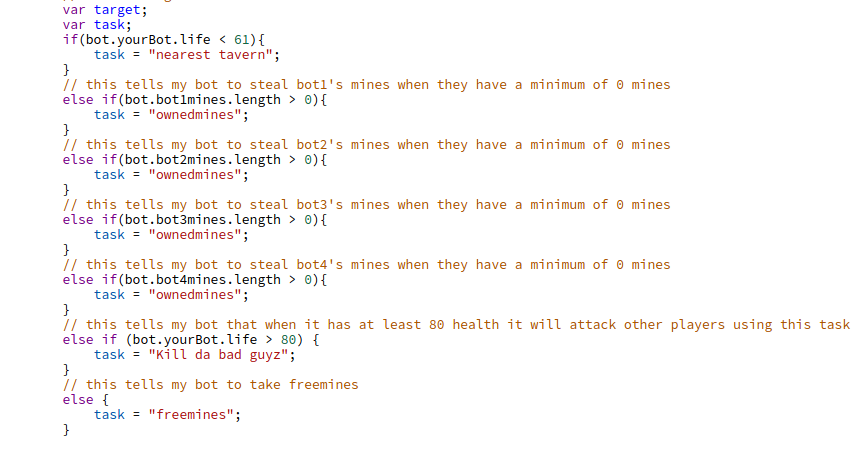 var target;
var task;
if(bot.yourBot.life < 61){
    task = "nearest tavern";
}
// this tells my bot to steal bot1's mines when they have a minimum of 0 mines
else if(bot.bot1mines.length > 0){
    task = "ownedmines";
}
// this tells my bot to steal bot2's mines when they have a minimum of 0 mines
else if(bot.bot2mines.length > 0){
    task = "ownedmines";
}
// this tells my bot to steal bot3's mines when they have a minimum of 0 mines
else if(bot.bot3mines.length > 0){
    task = "ownedmines";
}
// this tells my bot to steal bot4's mines when they have a minimum of 0 mines
else if(bot.bot4mines.length > 0){
    task = "ownedmines";
}
// this tells my bot that when it has at least 80 health it will attack other players using this task
else if (bot.yourBot.life > 80) {
    task = "Kill da bad guyz";
}
// this tells my bot to take freemines
else {
    task = "freemines";
}